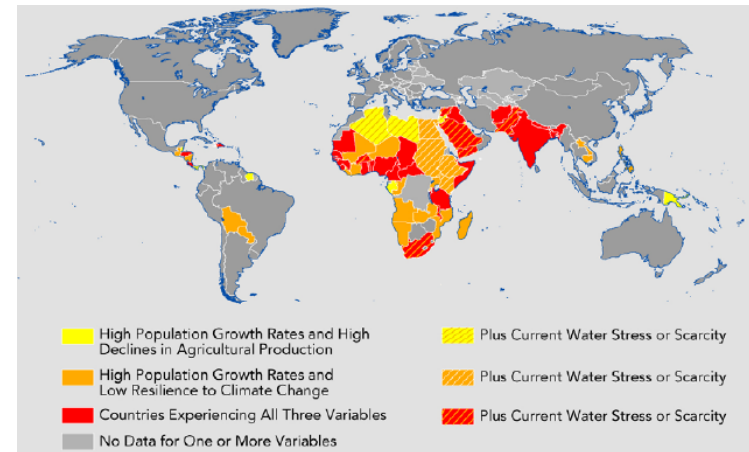 High Population Growth Rates and High
Declines in Agricultural Production
High Population Growth Rates and
Low Resilience to Climate Change
Countries Experiencing All Three Variables
No Data for One or More Variables
Plus Current Water Stress or Scarcity
Plus Current Water Stress or Scarcity
Plus Current Water Stress or Scarcity